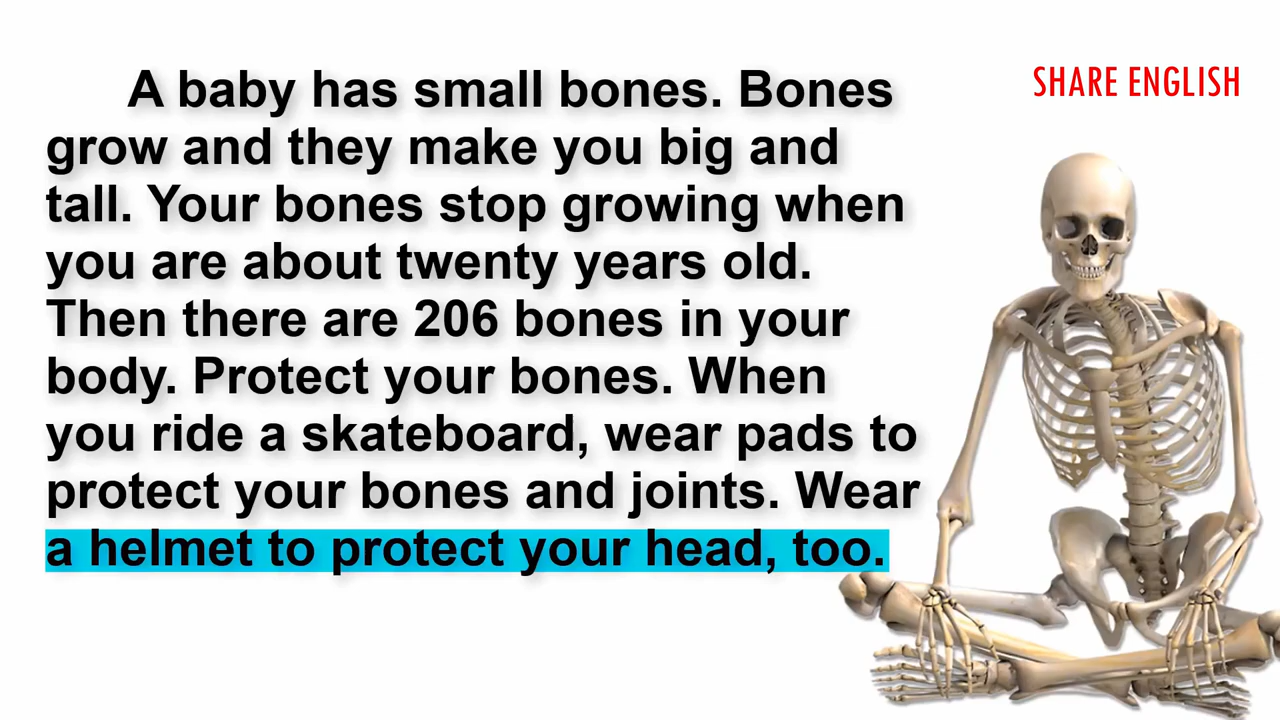 A baby has small bones. Bones
grow and they make you big and
tall. Your bones stop growing when
you are about twenty years old.
Then there are 206 bones in your
body. Protect your bones. When
you ride a skateboard, wear pads to
protect your bones and joints. Wear
a helmet to protect your head, too.
SHARE ENGLISH